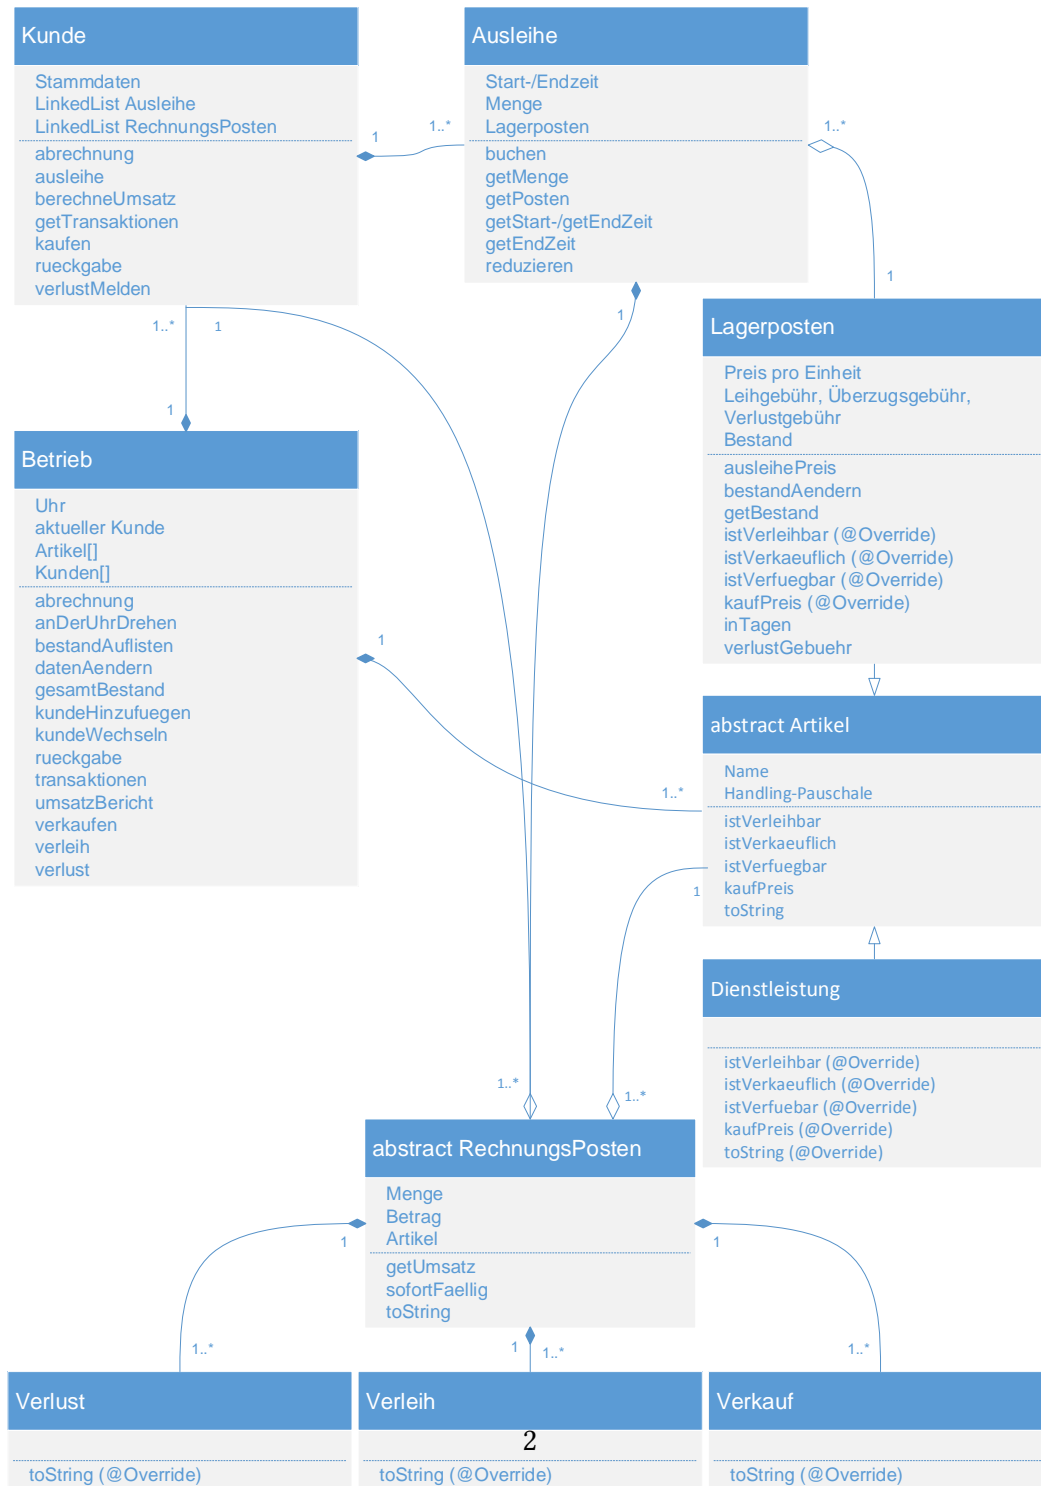 Kunde
Stammdaten
LinkedList Ausleihe
LinkedList RechnungsPosten
abrechnung
ausleihe
berechneUmsatz
getTransaktionen
kaufen
rueckgabe
verlustMelden
1
1..*
Ausleihe
Start-/Endzeit
Menge
Lagerposten
buchen
getMenge
getPosten
getStart-/getEndZeit
getEndZeit
reduzieren
1..*
1
1
1..*
1
1
Lagerposten
Preis pro Einheit
Leihgebühr, Überzugsgebühr,
Verlustgebühr
Bestand
ausleihePreis
bestandAendern
getBestand
istVerleihbar (@Override)
istVerkaeuflich (@Override)
istVerfuegbar (@Override)
kaufPreis (@Override)
inTagen
verlustGebuehr
Betrieb
Uhr
aktueller Kunde
Artikel[]
Kunden[]
abrechnung
anDerUhrDrehen
bestandAuflisten
datenAendern
gesamtBestand
kundeHinzufuegen
kundeWechseln
rueckgabe
transaktionen
umsatzBericht
verkaufen
verleih
verlust
1
1..*
abstract Artikel
Name
Handling-Pauschale
istVerleihbar
istVerkaeuflich
istVerfuegbar
kaufPreis
toString
1
Dienstleistung
istVerleihbar (@Override)
istVerkaeuflich (@Override)
istVerfuebar (@Override)
kaufPreis (@Override)
toString (@Override)
1..*
1..*
abstract RechnungsPosten
Menge
Betrag
Artikel
getUmsatz
sofortFaellig
toString
1
1
1
1..*
1..*
1..*
Verlust
toString (@Override)
Verleih
toString (@Override)
Verkauf
toString (@Override)
2